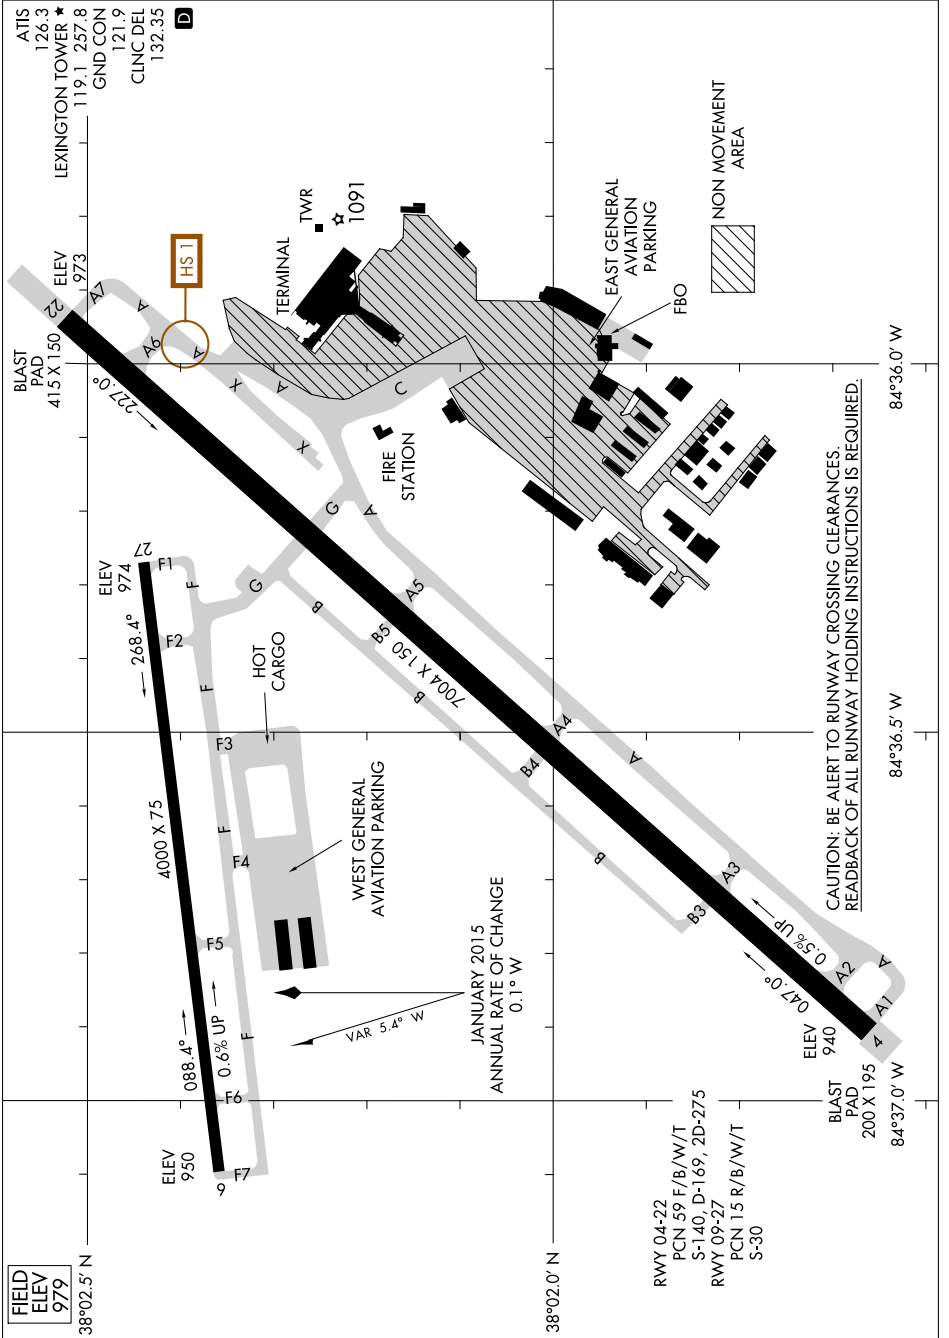 ATIS
126.3
LEXINGTON TOWER ★
119.1 257.8
GND CON
121.9
CLNC DEL
132.35
D
FIELD
ELEV
979
38°02.5' N
38°02.0' N
84°36.0' W
84°36.5' W
84°37.0' W
BLAST
PAD
415 X 150
ELEV
973
22
227.0°
A7
A
A6
HS 1
A
X
A
X
TERMINAL
TWR
1091
C
FIRE
STATION
G
A
G
EAST GENERAL
AVIATION
PARKING
FBO
NON MOVEMENT
AREA
ELEV
974
27
268.4°
F1
F
F2
F
F3
F
F4
F5
F
F6
F7
4000 X 75
HOT
CARGO
WEST GENERAL
AVIATION PARKING
B
B5
A5
B
7004 X 150
B4
A4
A
B
B3
A3
A2
A
A1
0.5% UP
047.0°
ELEV
940
4
BLAST
PAD
200 X 195
088.4°
0.6% UP
ELEV
950
9
VAR 5.4° W
JANUARY 2015
ANNUAL RATE OF CHANGE
0.1° W
RWY 04-22
PCN 59 F/B/W/T
S-140, D-169, 2D-275
RWY 09-27
PCN 15 R/B/W/T
S-30
CAUTION: BE ALERT TO RUNWAY CROSSING CLEARANCES.
READBACK OF ALL RUNWAY HOLDING INSTRUCTIONS IS REQUIRED.